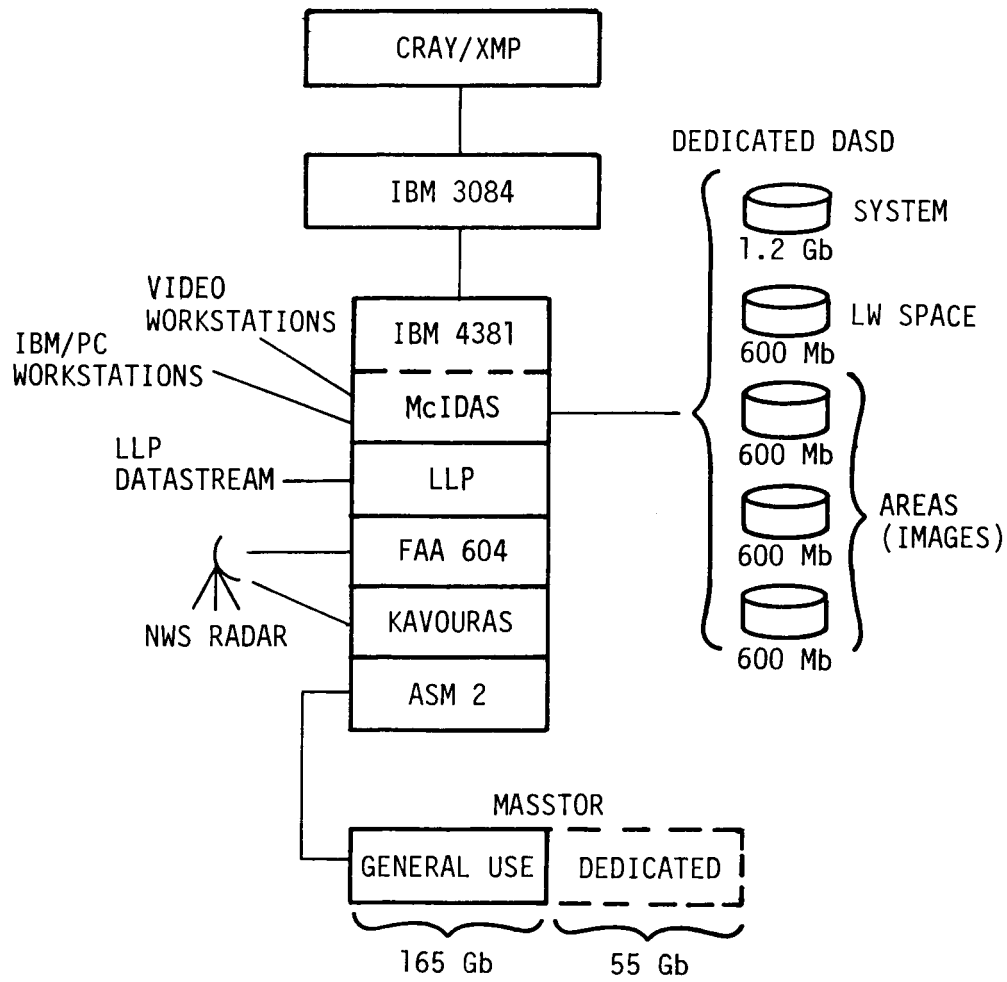 CRAY/XMP
IBM 3084
DEDICATED DASD
SYSTEM
1.2 Gb
LW SPACE
600 Mb
600 Mb
600 Mb
600 Mb
AREAS
(IMAGES)
VIDEO
WORKSTATIONS
IBM/PC
WORKSTATIONS
LLP
DATASTREAM
NWS RADAR
IBM 4381
McIDAS
LLP
FAA 604
KAVOURAS
ASM 2
MASSTOR
GENERAL USE
DEDICATED
165 Gb
55 Gb